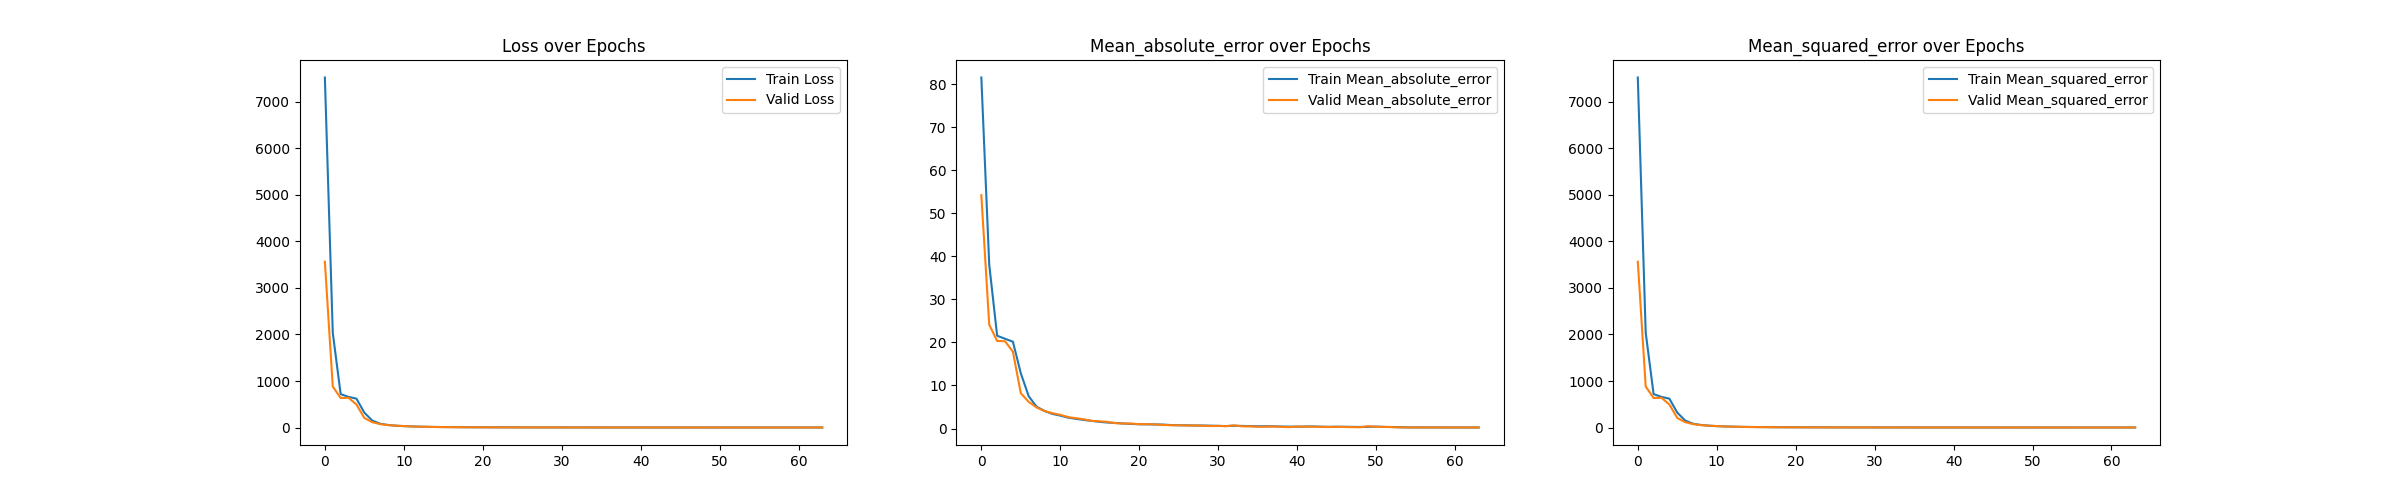 Loss over Epochs
Train Loss
Valid Loss
7000
6000
5000
4000
3000
2000
1000
0
0 10 20 30 40 50 60
Mean_absolute_error over Epochs
Train Mean_absolute_error
Valid Mean_absolute_error
80
70
60
50
40
30
20
10
0
0 10 20 30 40 50 60
Mean_squared_error over Epochs
Train Mean_squared_error
Valid Mean_squared_error
7000
6000
5000
4000
3000
2000
1000
0
0 10 20 30 40 50 60